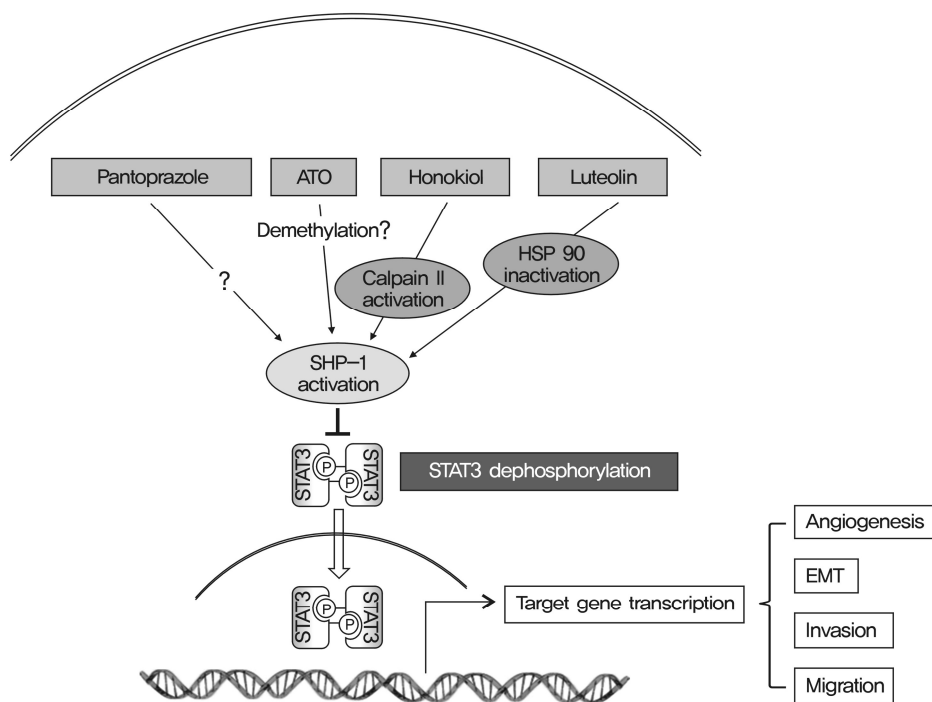 Pantoprazole
ATO
Honokiol
Luteolin
Demethylation?
?
Calpain II
activation
HSP 90
inactivation
SHP–1
activation
STAT3
P
P
STAT3
STAT3 dephosphorylation
STAT3
P
P
STAT3
Target gene transcription
Angiogenesis
EMT
Invasion
Migration